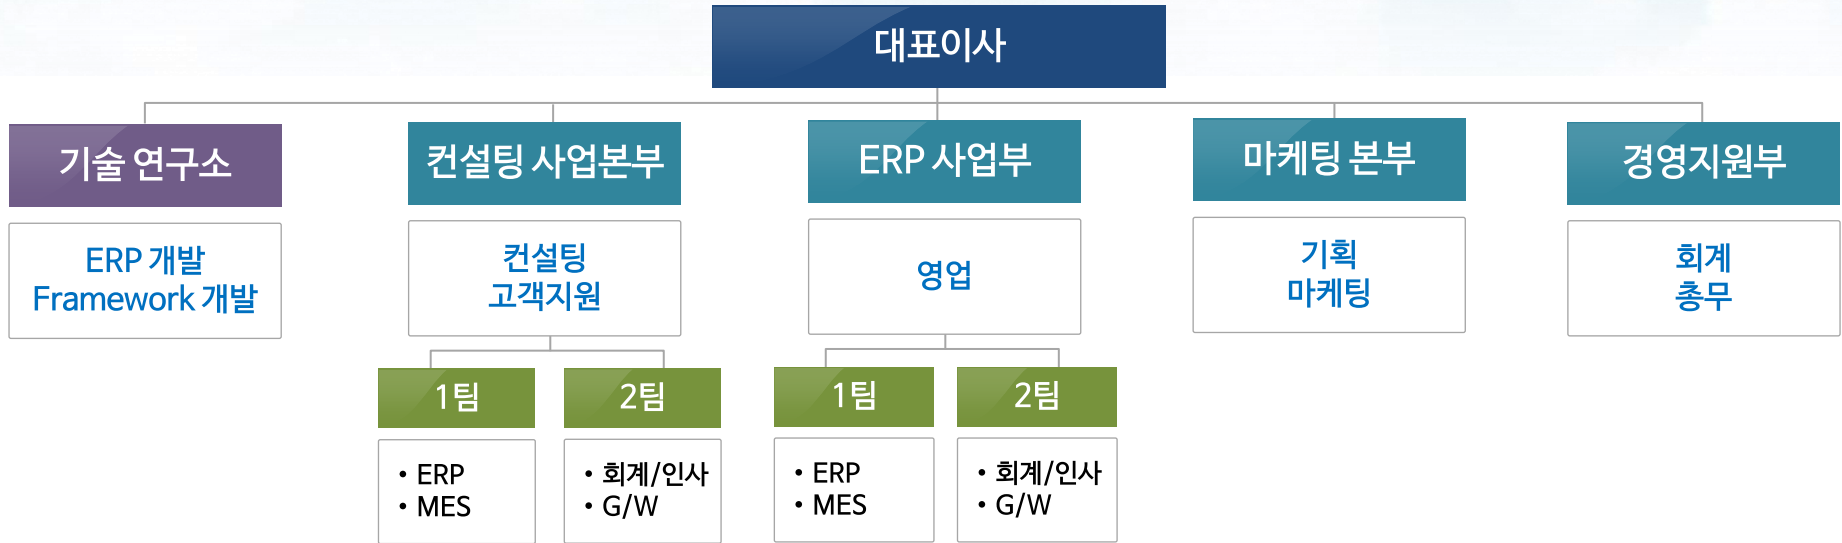 대표이사
기술 연구소
ERP 개발
Framework 개발
컨설팅 사업본부
컨설팅
고객지원
1팀
• ERP
• MES
2팀
• 회계/인사
• G/W
ERP 사업부
영업
1팀
• ERP
• MES
2팀
• 회계/인사
• G/W
마케팅 본부
기획
마케팅
경영지원부
회계
총무